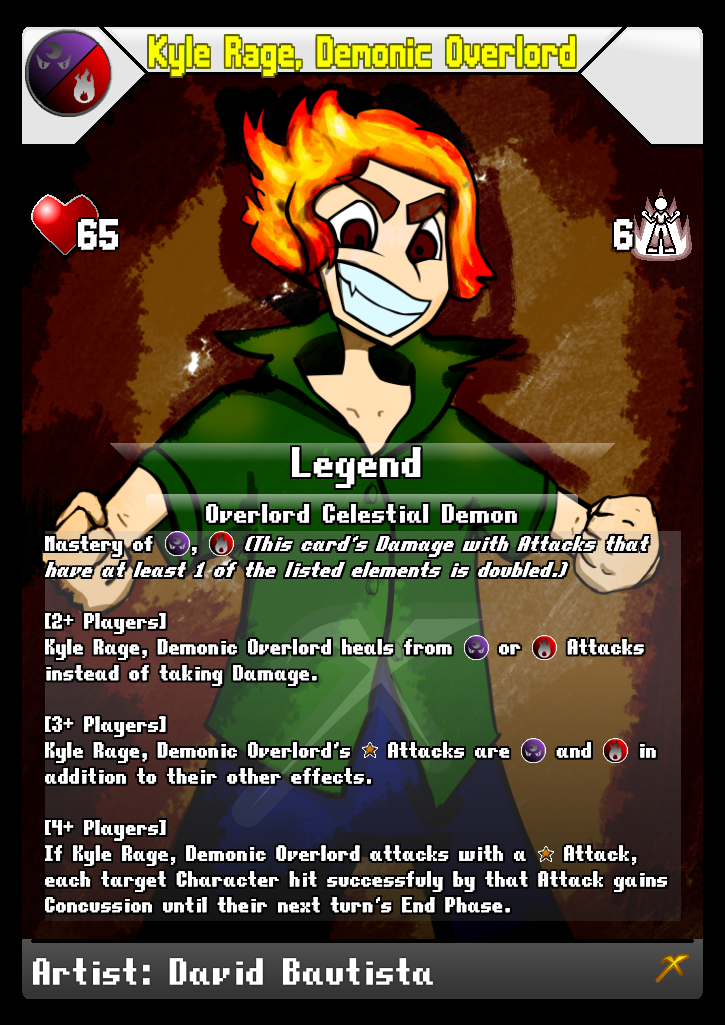 Kyle Rage, Demonic Overlord
65
6
Legend
Overlord Celestial Demon
Mastery of , (This card's Damage with Attacks that
have at least 1 of the listed elements is doubled.)
[2+ Players]
Kyle Rage, Demonic Overlord heals from or Attacks
instead of taking Damage.
[3+ Players]
Kyle Rage, Demonic Overlord's Attacks are and in
addition to their other effects.
[4+ Players]
If Kyle Rage, Demonic Overlord attacks with a Attack,
each target Character hit successfuly by that Attack gains
Concussion until their next turn's End Phase.
Artist: David Bautista